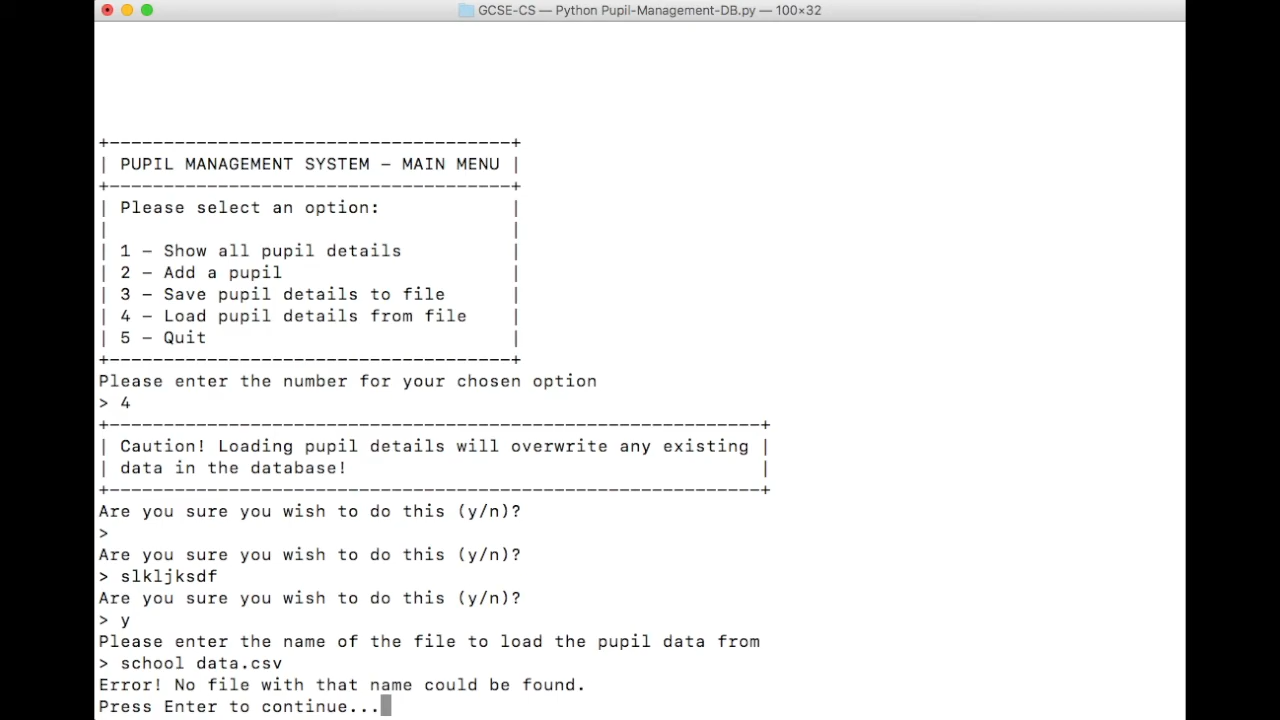 GCSE-CS — Python Pupil-Management-DB.py — 100×32
+-------------------------------------+
| PUPIL MANAGEMENT SYSTEM - MAIN MENU |
+-------------------------------------+
| Please select an option:            |
|                                     |
| 1 - Show all pupil details          |
| 2 - Add a pupil                     |
| 3 - Save pupil details to file      |
| 4 - Load pupil details from file    |
| 5 - Quit                            |
+-------------------------------------+
Please enter the number for your chosen option
> 4
+------------------------------------------------------------+
| Caution! Loading pupil details will overwrite any existing |
| data in the database!                                      |
+------------------------------------------------------------+
Are you sure you wish to do this (y/n)?
>
Are you sure you wish to do this (y/n)?
> slkljksdf
Are you sure you wish to do this (y/n)?
> y
Please enter the name of the file to load the pupil data from
> school data.csv
Error! No file with that name could be found.
Press Enter to continue...